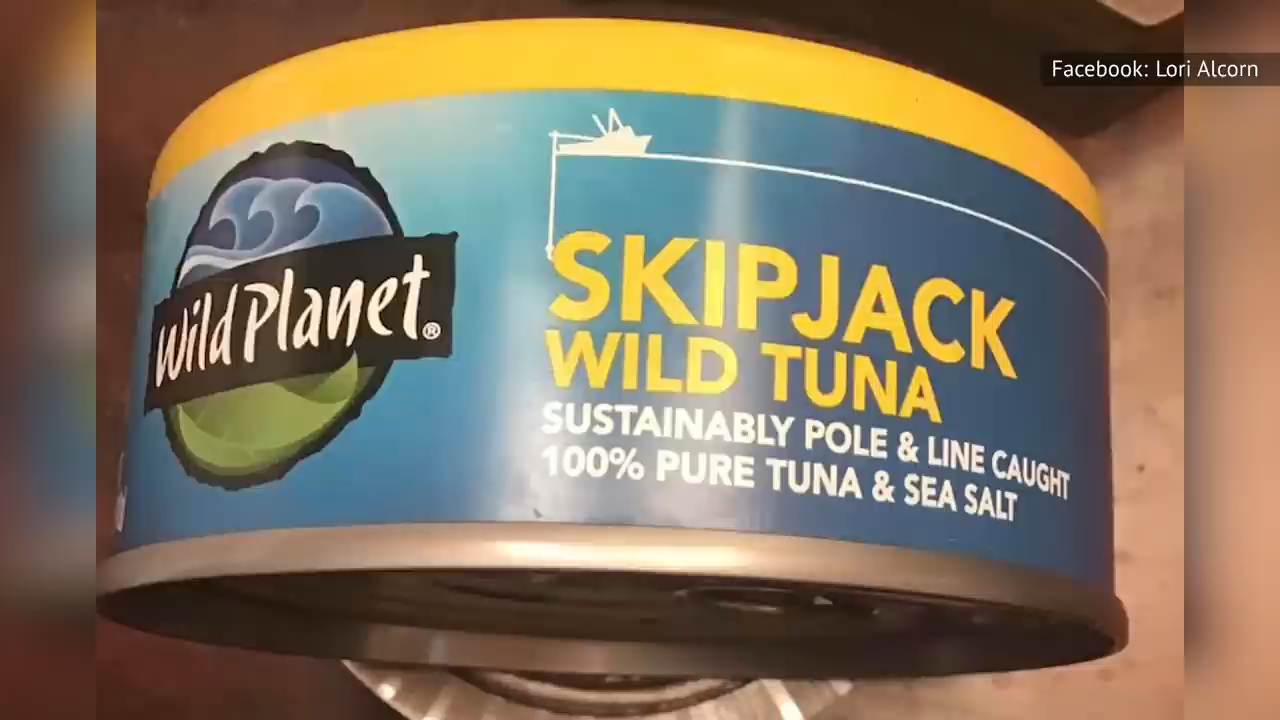 Facebook: Lori Alcorn
Wild Planet®
SKIPJACK
WILD TUNA
SUSTAINABLY POLE & LINE CAUGHT
100% PURE TUNA & SEA SALT